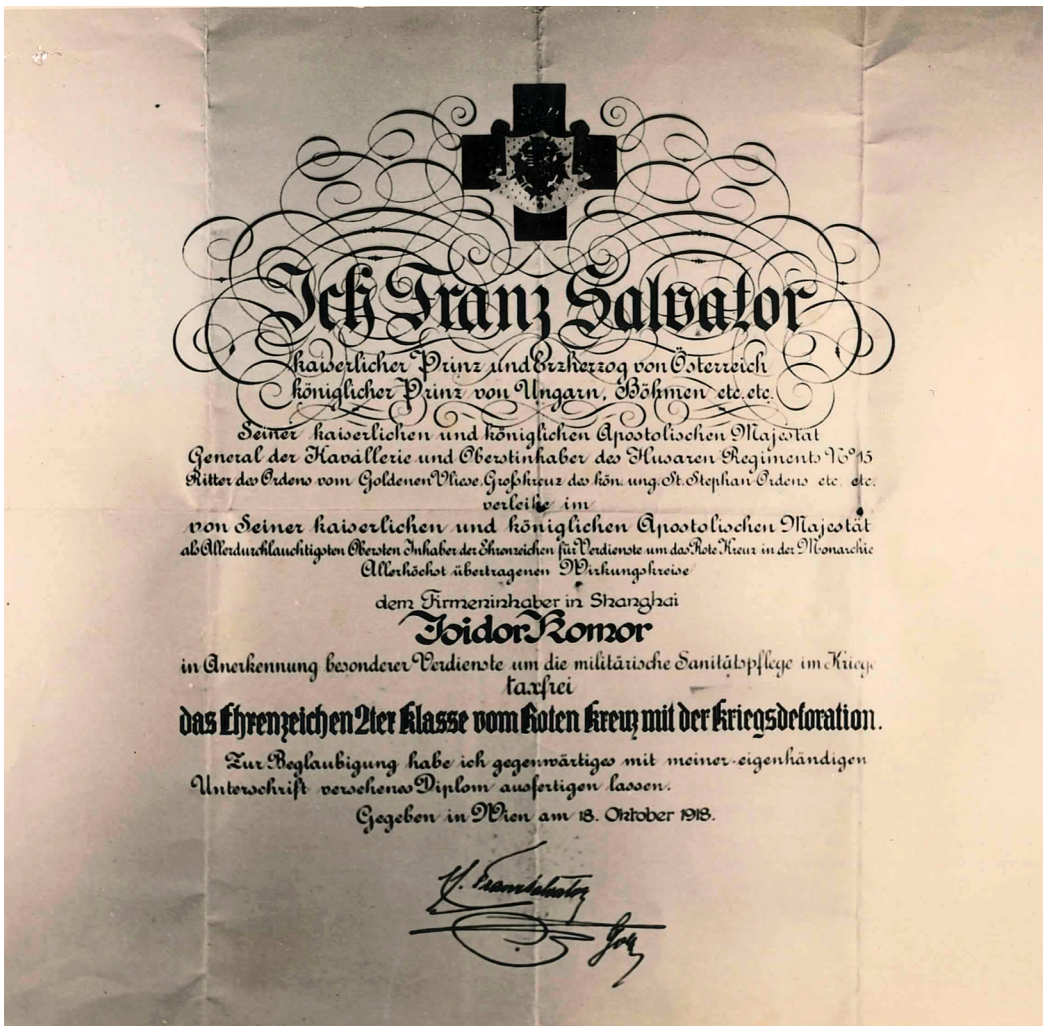 Ich Franz Salvator
kaiserlicher Prinz und Erzherzog von Österreich
königlicher Prinz von Ungarn, Böhmen etc. etc.
Seiner kaiserlichen und königlichen Apostolischen Majestät
General der Kavallerie und Oberstinhaber des Husaren Regiments No 15
Ritter des Ordens vom Goldenen Vliese, Großkreuz des kön. ung. St. Stephan-Ordens etc. etc.
verleihe im
von Seiner kaiserlichen und königlichen Apostolischen Majestät
als Allerdurchlauchtigsten Obersten Inhaber der Ehrenzeichen für Verdienste um das Rote Kreuz in der Monarchie
Allerhöchst übertragenen Wirkungskreise
dem Firmeninhaber in Shanghai
Isidor Komor
in Anerkennung besonderer Verdienste um die militärische Sanitätspflege im Kriege
taxfrei
das Ehrenzeichen 2ter Klasse vom Roten Kreuz mit der Kriegsdekoration.
Zur Beglaubigung habe ich gegenwärtiges mit meiner eigenhändigen
Unterschrift versehenes Diplom ausfertigen lassen.
Gegeben in Wien am 18. Oktober 1918.
Franz Salvator